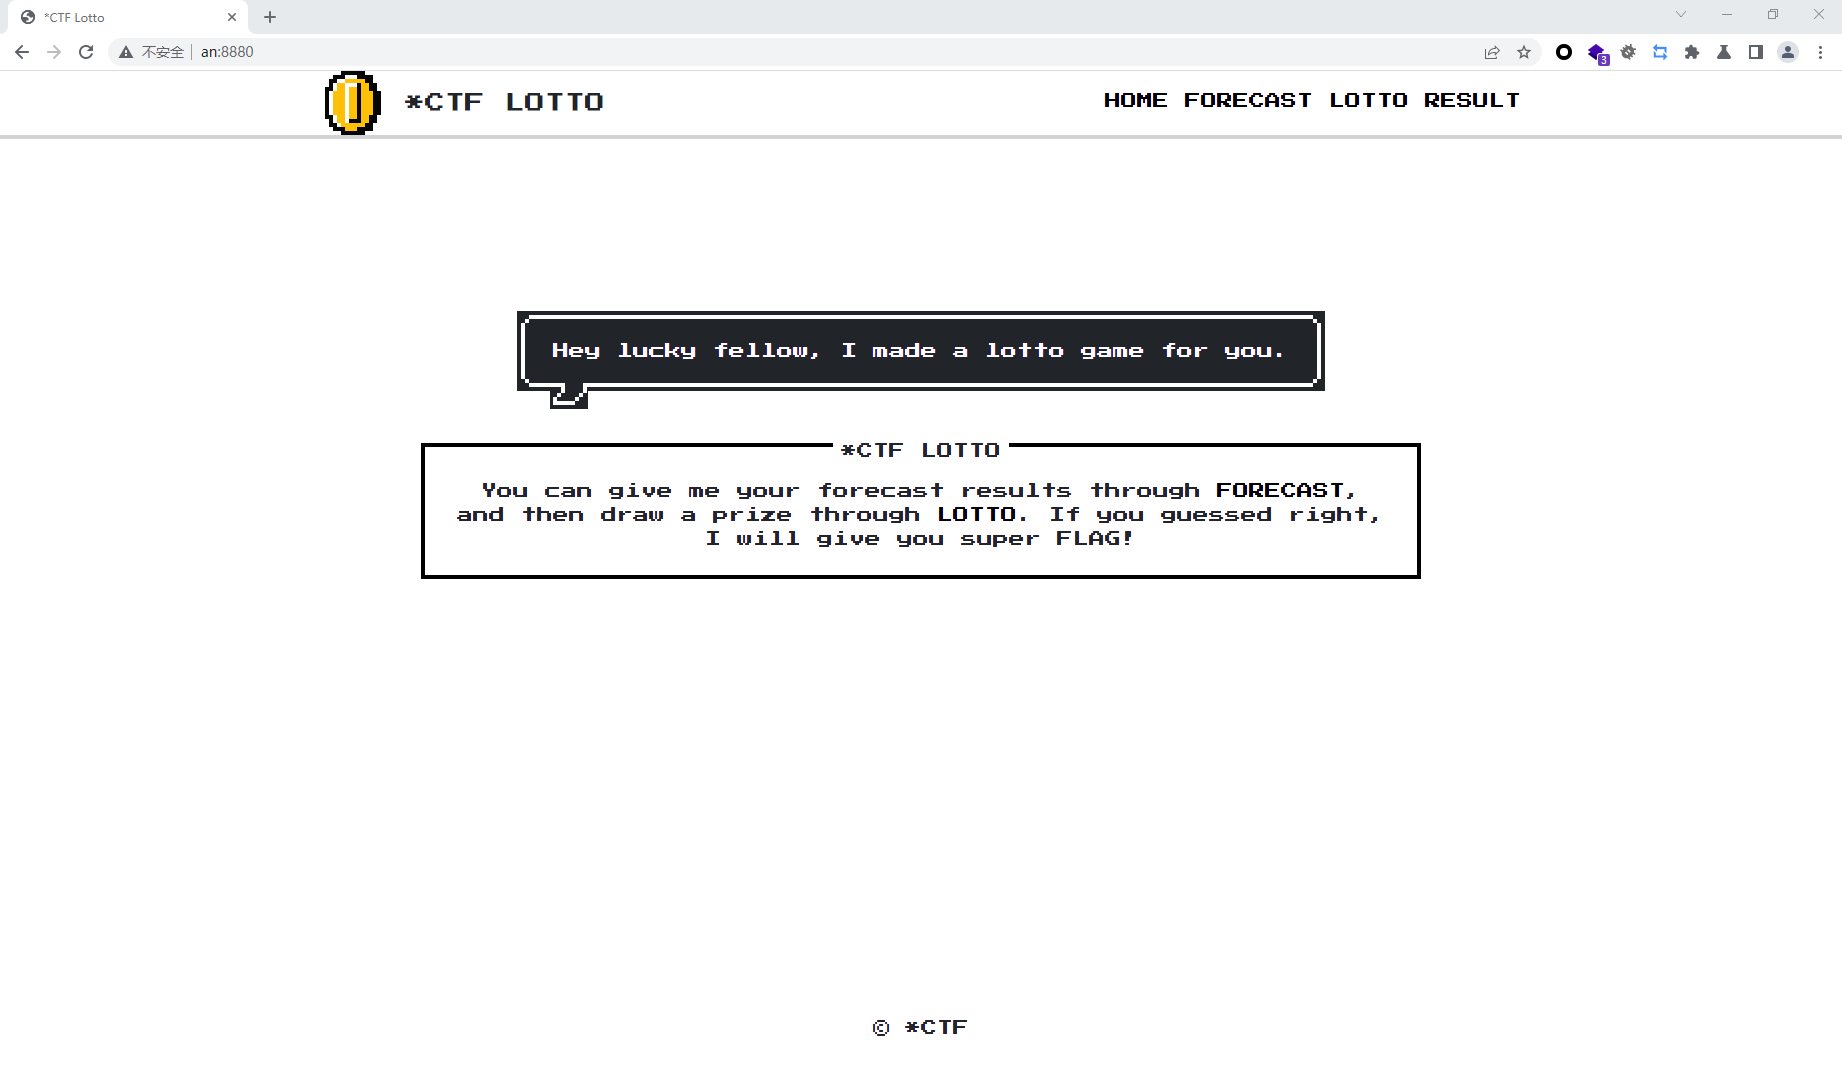 *CTF Lotto
不安全 | an:8880
3
*CTF LOTTO
HOME FORECAST LOTTO RESULT
Hey lucky fellow, I made a lotto game for you.
*CTF LOTTO
You can give me your forecast results through FORECAST,
and then draw a prize through LOTTO. If you guessed right,
I will give you super FLAG!
© *CTF